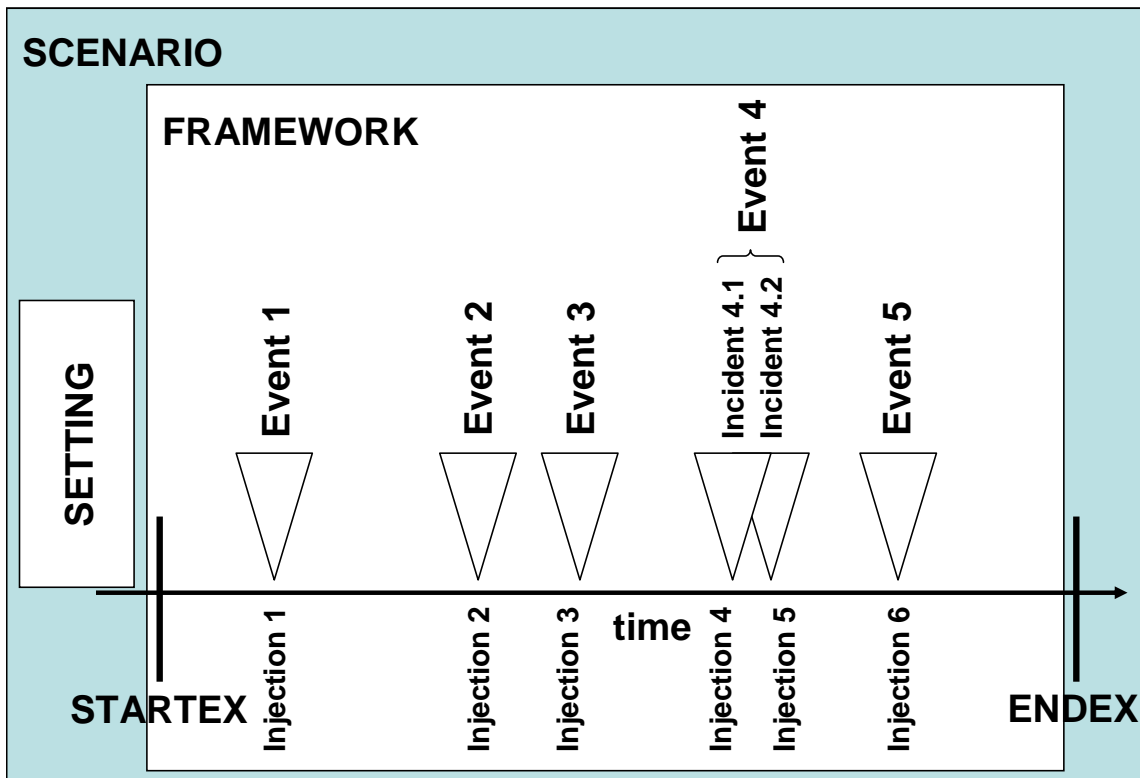 SCENARIO
FRAMEWORK
SETTING
Event 1
Event 2
Event 3
Event 4
Incident 4.1
Incident 4.2
Event 5
time
Injection 1
Injection 2
Injection 3
Injection 4
Injection 5
Injection 6
STARTEX
ENDEX